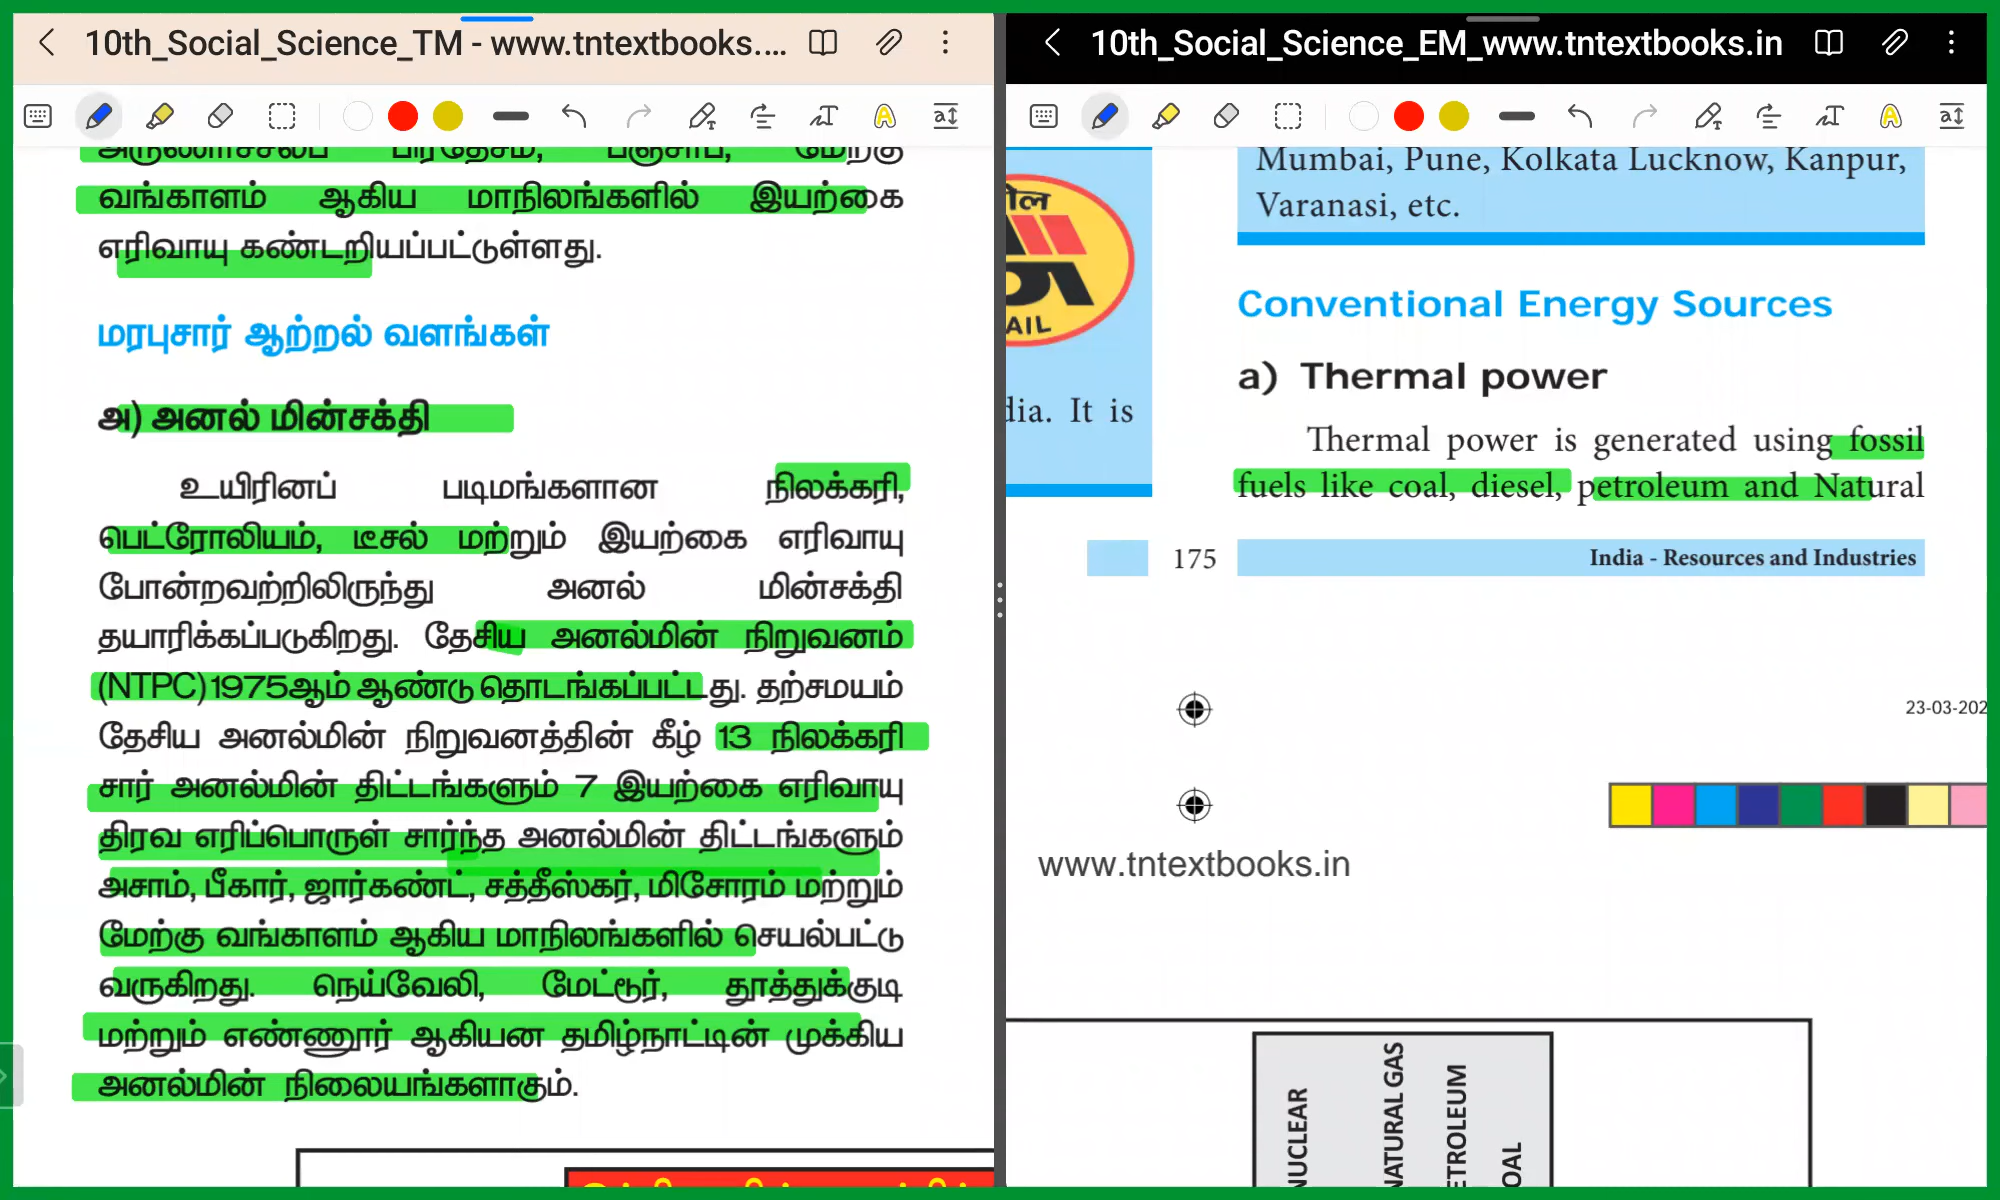 10th_Social_Science_TM - www.tntextbooks....
அருணாச்சலப் பிரதேசம், பஞ்சாப், மேற்கு
வங்காளம் ஆகிய மாநிலங்களில் இயற்கை
எரிவாயு கண்டறியப்பட்டுள்ளது.
மரபுசார் ஆற்றல் வளங்கள்
அ) அனல் மின்சக்தி
உயிரினப் படிமங்களான நிலக்கரி,
பெட்ரோலியம், டீசல் மற்றும் இயற்கை எரிவாயு
போன்றவற்றிலிருந்து அனல் மின்சக்தி
தயாரிக்கப்படுகிறது. தேசிய அனல்மின் நிறுவனம்
(NTPC) 1975ஆம் ஆண்டு தொடங்கப்பட்டது. தற்சமயம்
தேசிய அனல்மின் நிறுவனத்தின் கீழ் 13 நிலக்கரி
சார் அனல்மின் திட்டங்களும் 7 இயற்கை எரிவாயு
திரவ எரிப்பொருள் சார்ந்த அனல்மின் திட்டங்களும்
அசாம், பீகார், ஜார்கண்ட், சத்தீஸ்கர், மிசோரம் மற்றும்
மேற்கு வங்காளம் ஆகிய மாநிலங்களில் செயல்பட்டு
வருகிறது. நெய்வேலி, மேட்டூர், தூத்துக்குடி
மற்றும் எண்ணூர் ஆகியன தமிழ்நாட்டின் முக்கிய
அனல்மின் நிலையங்களாகும்.
10th_Social_Science_EM_www.tntextbooks.in
Mumbai, Pune, Kolkata Lucknow, Kanpur,
Varanasi, etc.
गेल
AIL
dia. It is
Conventional Energy Sources
a) Thermal power
Thermal power is generated using fossil
fuels like coal, diesel, petroleum and Natural
175
India - Resources and Industries
23-03-202
www.tntextbooks.in
NUCLEAR
NATURAL GAS
ETROLEUM
OAL